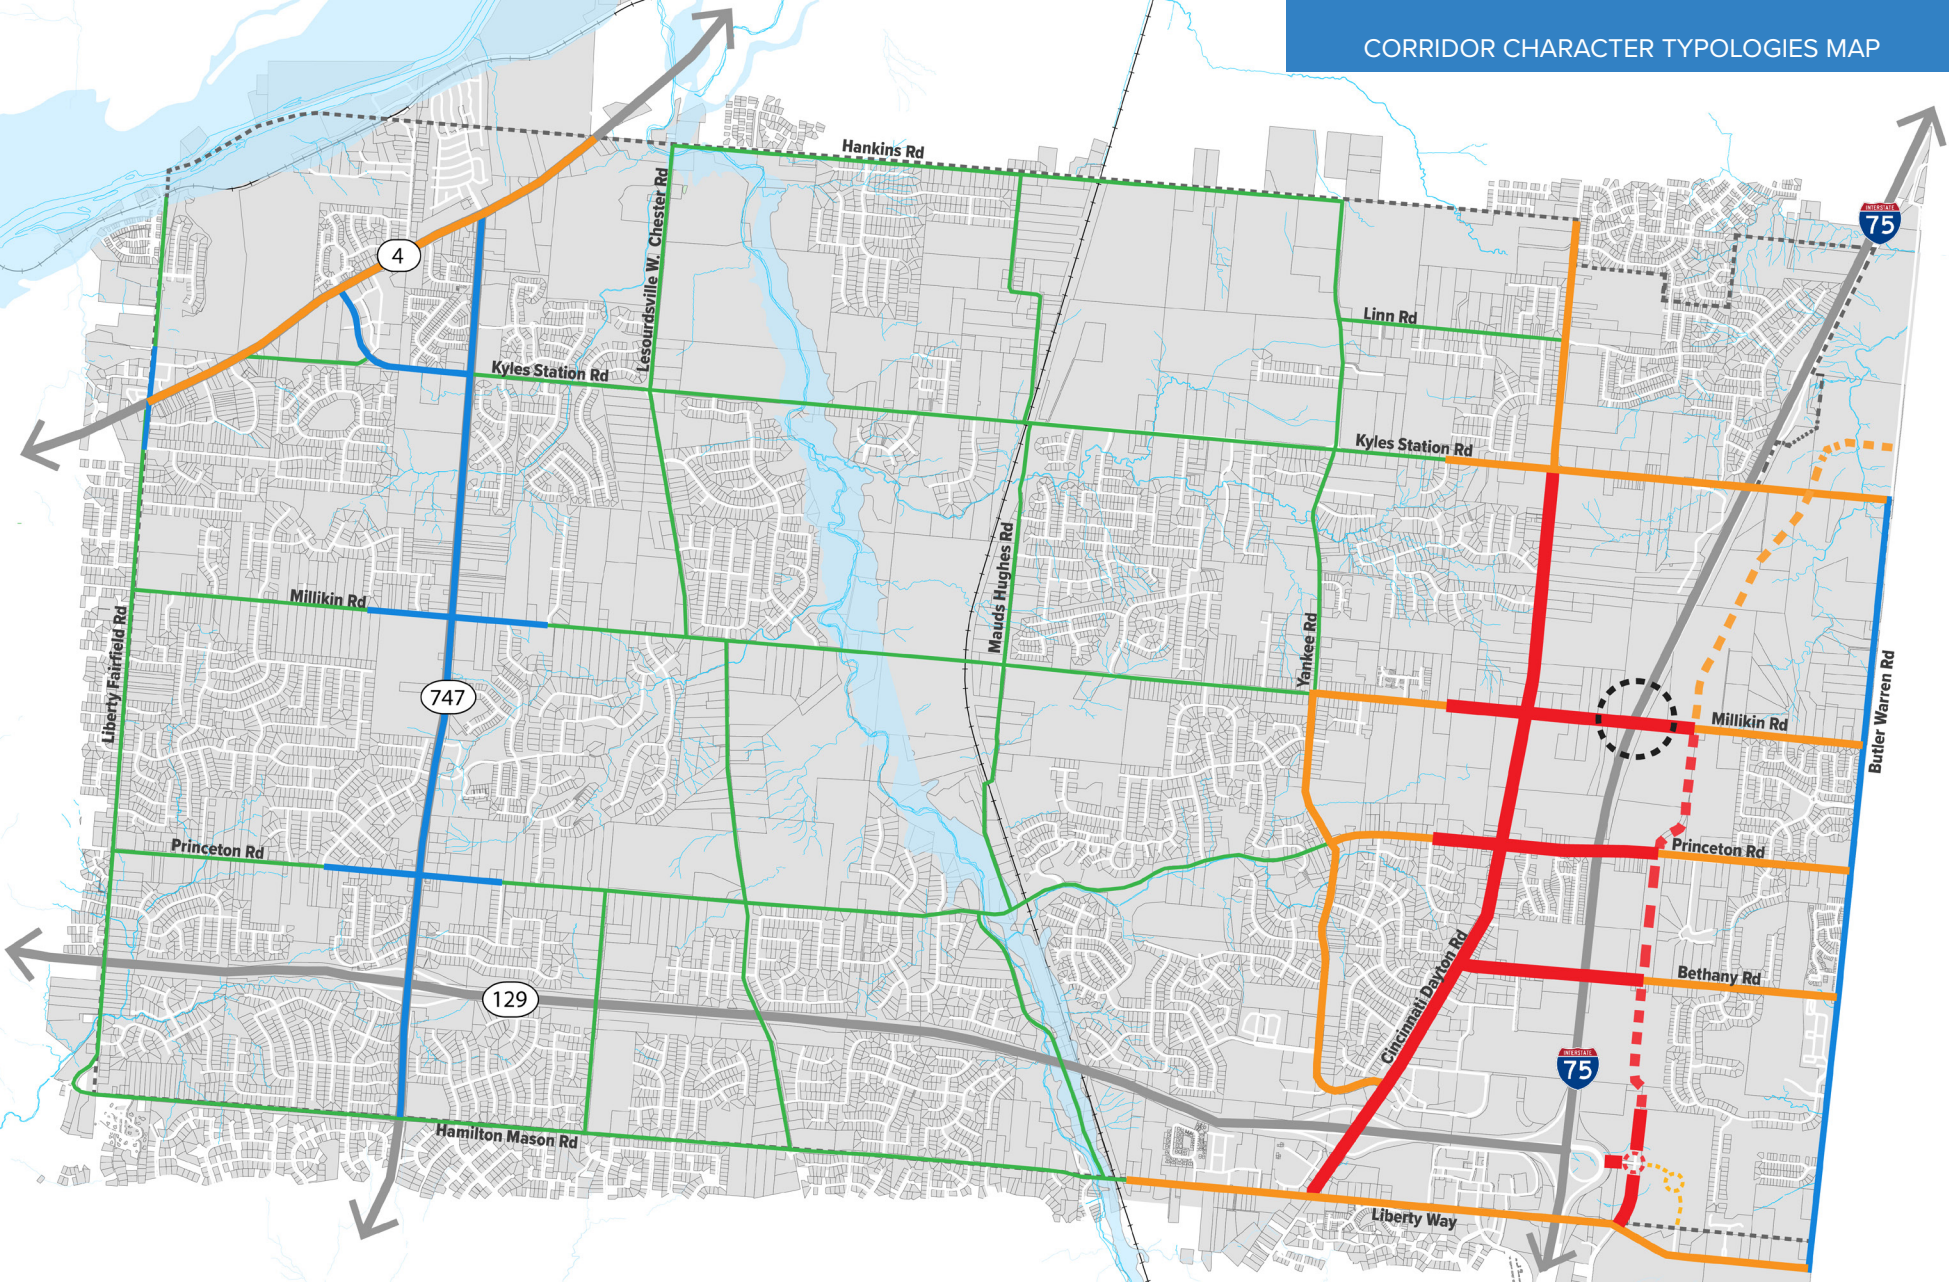 CORRIDOR CHARACTER TYPOLOGIES MAP
Hankins Rd
INTERSTATE
75
4
Lesourdsville W. Chester Rd
Linn Rd
Kyles Station Rd
Kyles Station Rd
Millikin Rd
Mauds Hughes Rd
Liberty Fairfield Rd
Yankee Rd
Butler Warren Rd
747
Millikin Rd
Princeton Rd
Princeton Rd
Cincinnati Dayton Rd
Bethany Rd
129
INTERSTATE
75
Hamilton Mason Rd
Liberty Way